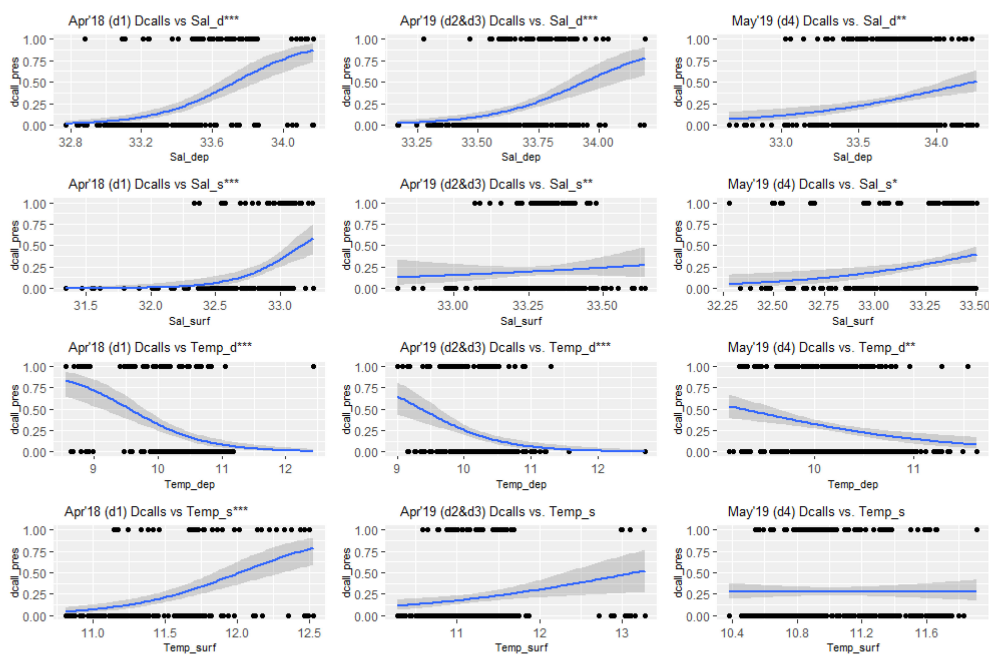 Apr'18 (d1) Dcalls vs Sal_d***
Apr'19 (d2&d3) Dcalls vs. Sal_d***
May'19 (d4) Dcalls vs. Sal_d**
dcall_pres
1.00
0.75
0.50
0.25
0.00
32.8 33.2 33.6 34.0
Sal_dep
dcall_pres
1.00
0.75
0.50
0.25
0.00
33.25 33.50 33.75 34.00
Sal_dep
dcall_pres
1.00
0.75
0.50
0.25
0.00
33.0 33.5 34.0
Sal_dep
Apr'18 (d1) Dcalls vs Sal_s***
Apr'19 (d2&d3) Dcalls vs. Sal_s**
May'19 (d4) Dcalls vs. Sal_s*
dcall_pres
1.00
0.75
0.50
0.25
0.00
31.5 32.0 32.5 33.0
Sal_surf
dcall_pres
1.00
0.75
0.50
0.25
0.00
33.0 33.5
Sal_surf
dcall_pres
1.00
0.75
0.50
0.25
0.00
32.25 32.50 32.75 33.00 33.25 33.50
Sal_surf
Apr'18 (d1) Dcalls vs Temp_d***
Apr'19 (d2&d3) Dcalls vs. Temp_d***
May'19 (d4) Dcalls vs. Temp_d**
dcall_pres
1.00
0.75
0.50
0.25
0.00
9 10 11 12
Temp_dep
dcall_pres
1.00
0.75
0.50
0.25
0.00
9 10 11 12
Temp_dep
dcall_pres
1.00
0.75
0.50
0.25
0.00
10 11
Temp_dep
Apr'18 (d1) Dcalls vs Temp_s***
Apr'19 (d2&d3) Dcalls vs. Temp_s
May'19 (d4) Dcalls vs. Temp_s
dcall_pres
1.00
0.75
0.50
0.25
0.00
11.0 11.5 12.0 12.5
Temp_surf
dcall_pres
1.00
0.75
0.50
0.25
0.00
11 12 13
Temp_surf
dcall_pres
1.00
0.75
0.50
0.25
0.00
10.4 10.8 11.2 11.6
Temp_surf